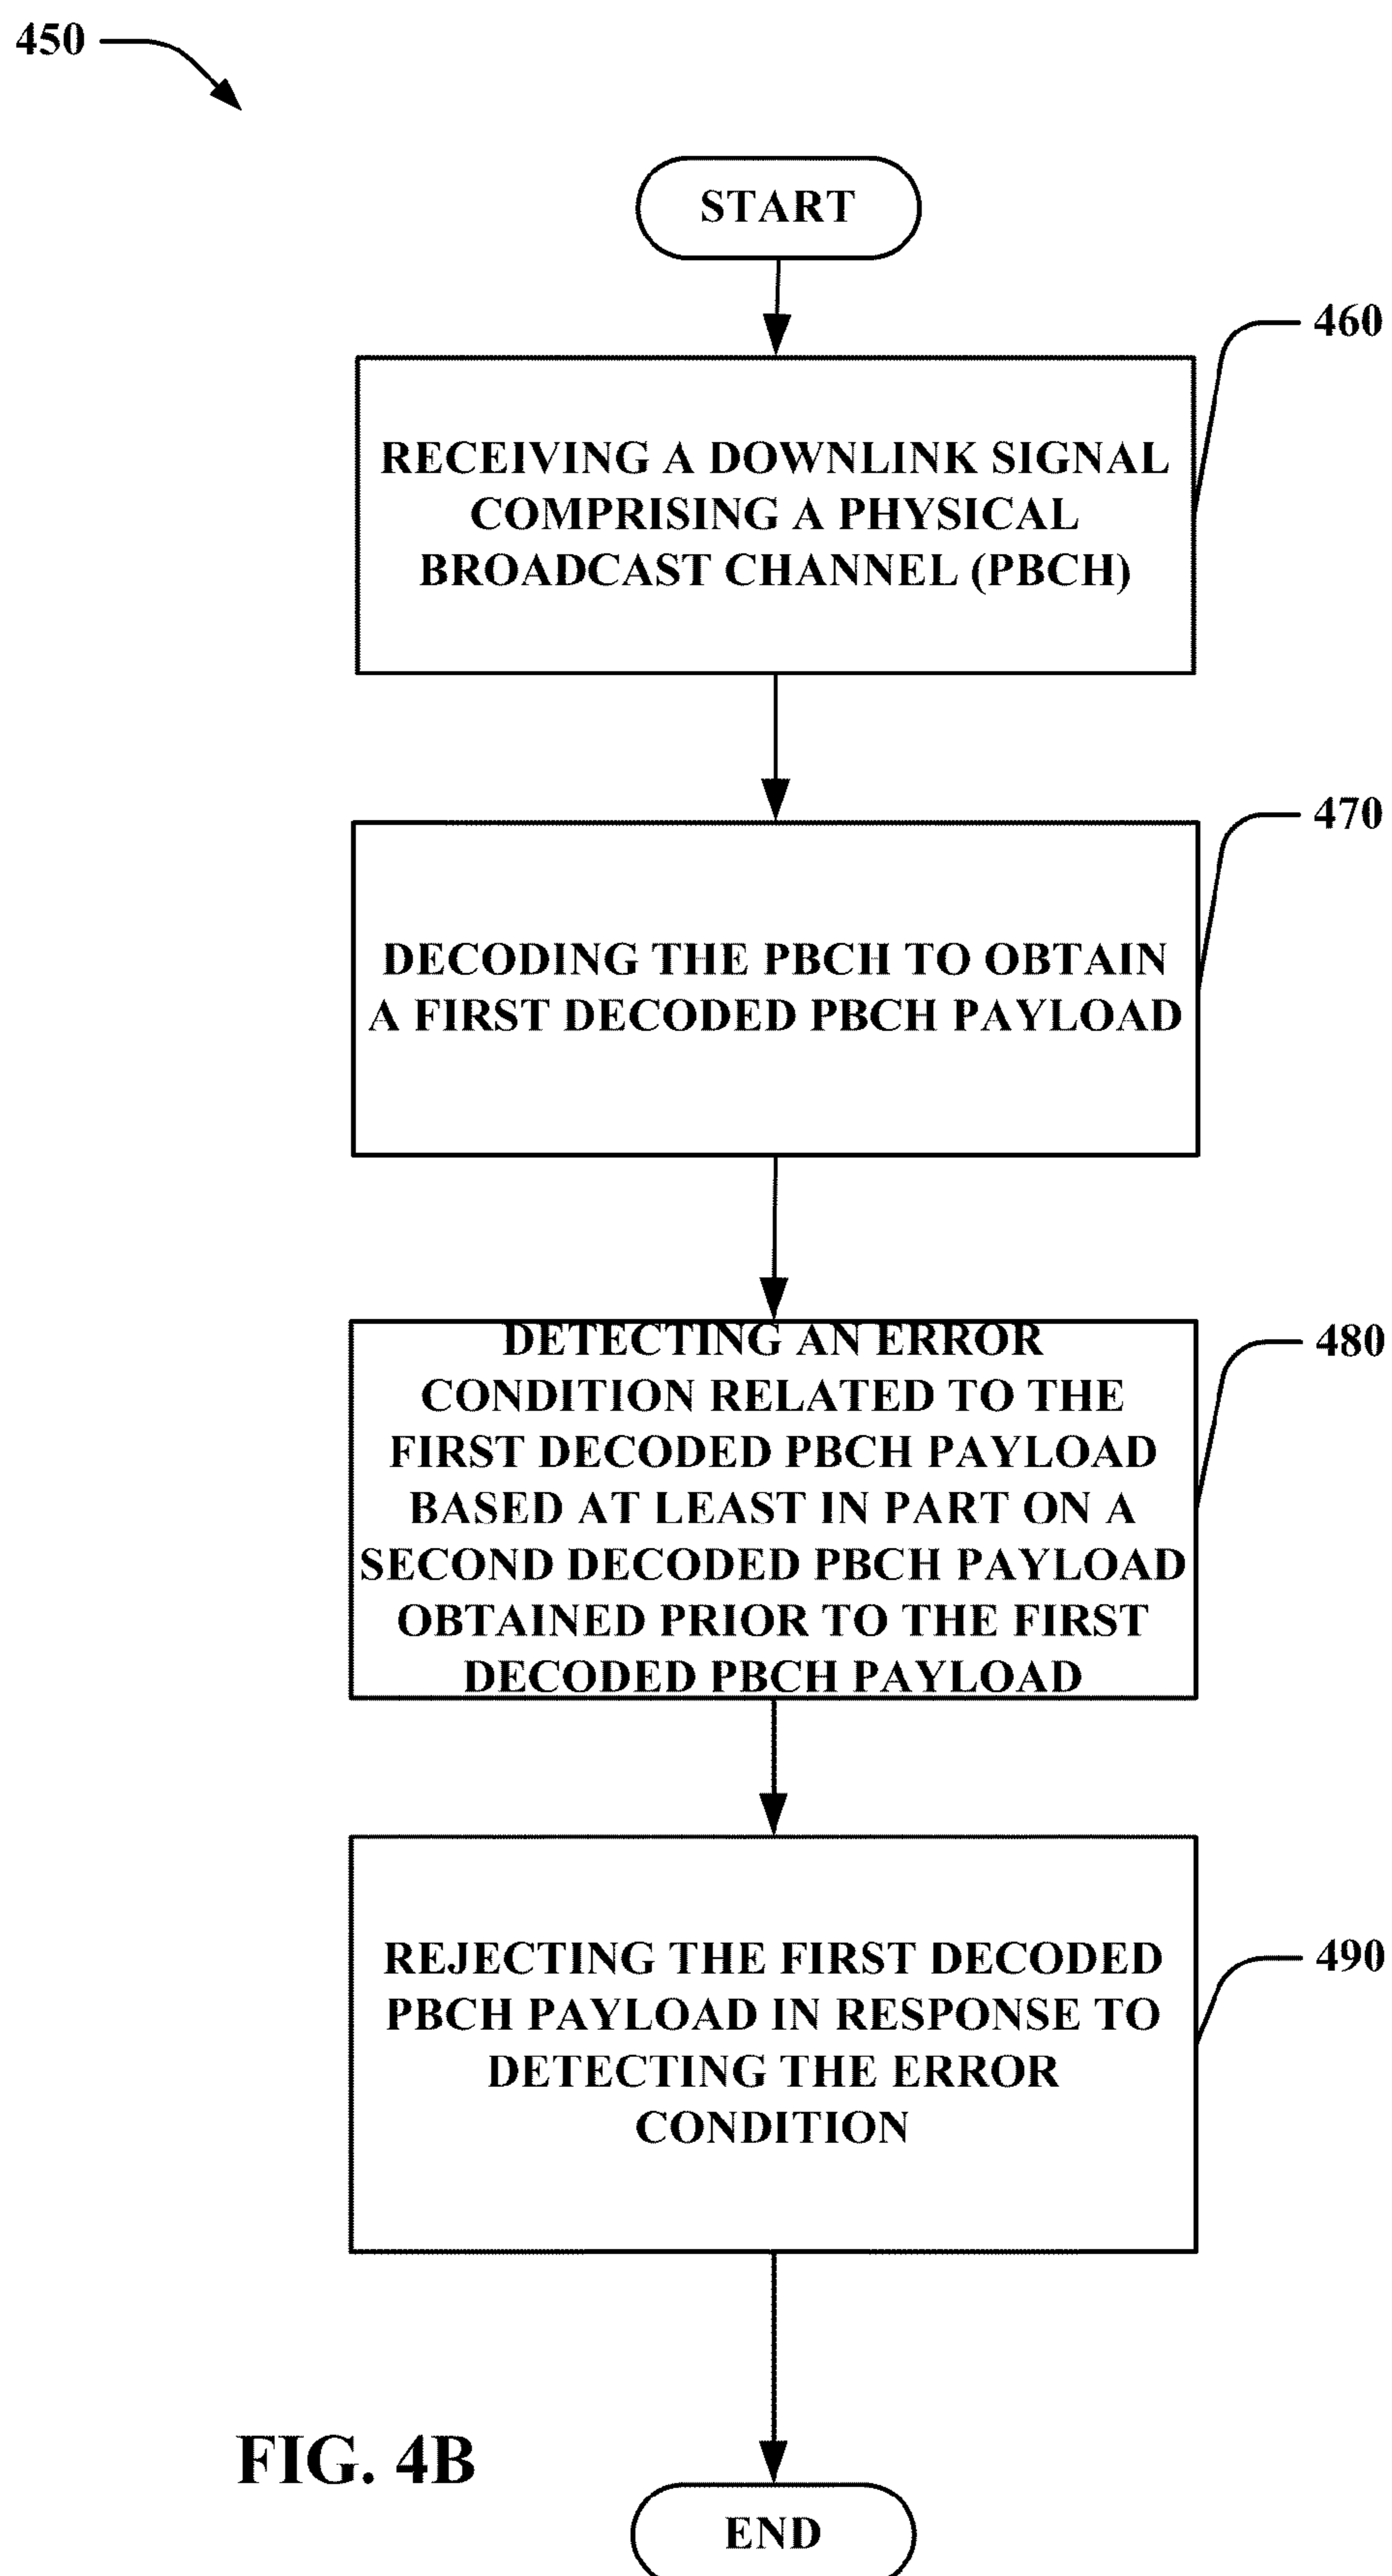 450
START
460
RECEIVING A DOWNLINK SIGNAL
COMPRISING A PHYSICAL
BROADCAST CHANNEL (PBCH)
470
DECODING THE PBCH TO OBTAIN
A FIRST DECODED PBCH PAYLOAD
480
DETECTING AN ERROR
CONDITION RELATED TO THE
FIRST DECODED PBCH PAYLOAD
BASED AT LEAST IN PART ON A
SECOND DECODED PBCH PAYLOAD
OBTAINED PRIOR TO THE FIRST
DECODED PBCH PAYLOAD
490
REJECTING THE FIRST DECODED
PBCH PAYLOAD IN RESPONSE TO
DETECTING THE ERROR
CONDITION
FIG. 4B
END